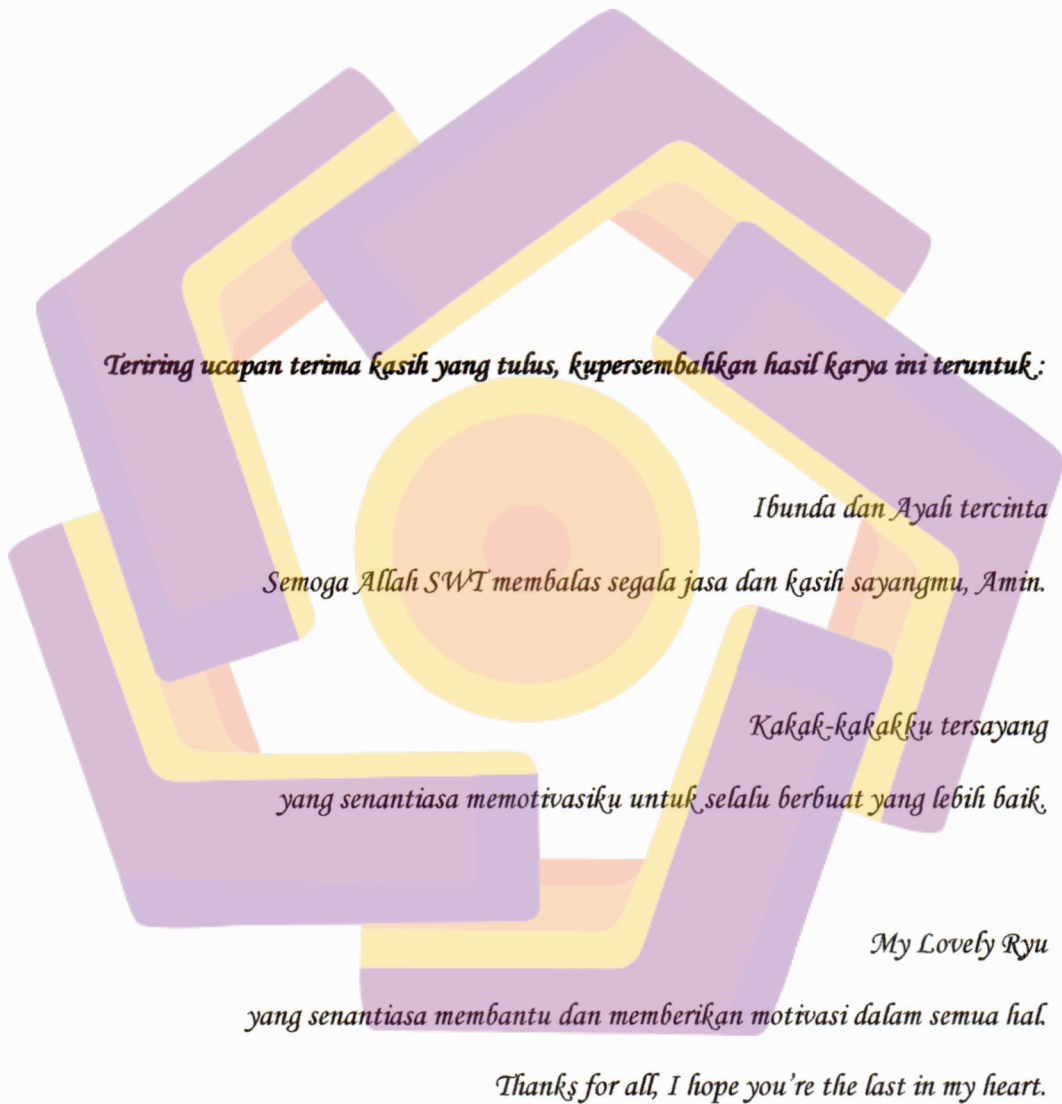 Teriring ucapan terima kasih yang tulus, kupersembahkan hasil karya ini teruntuk :
Ibunda dan Ayah tercinta
Semoga Allah SWT membalas segala jasa dan kasih sayangmu, Amin.
Kakak-kakakku tersayang
yang senantiasa memotivasiku untuk selalu berbuat yang lebih baik.
My Lovely Ryu
yang senantiasa membantu dan memberikan motivasi dalam semua hal.
Thanks for all, I hope you're the last in my heart.